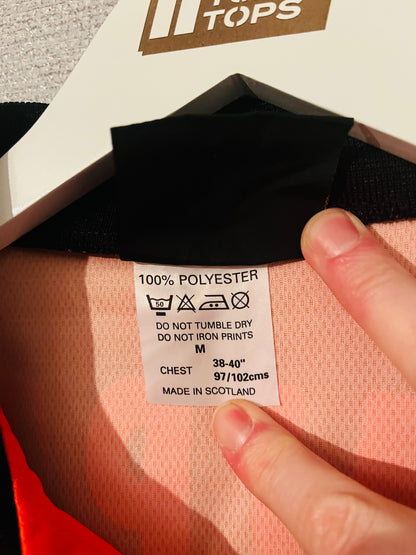 TOPS
100% POLYESTER
50
DO NOT TUMBLE DRY
DO NOT IRON PRINTS
M
CHEST 38-40"
97/102cms
MADE IN SCOTLAND